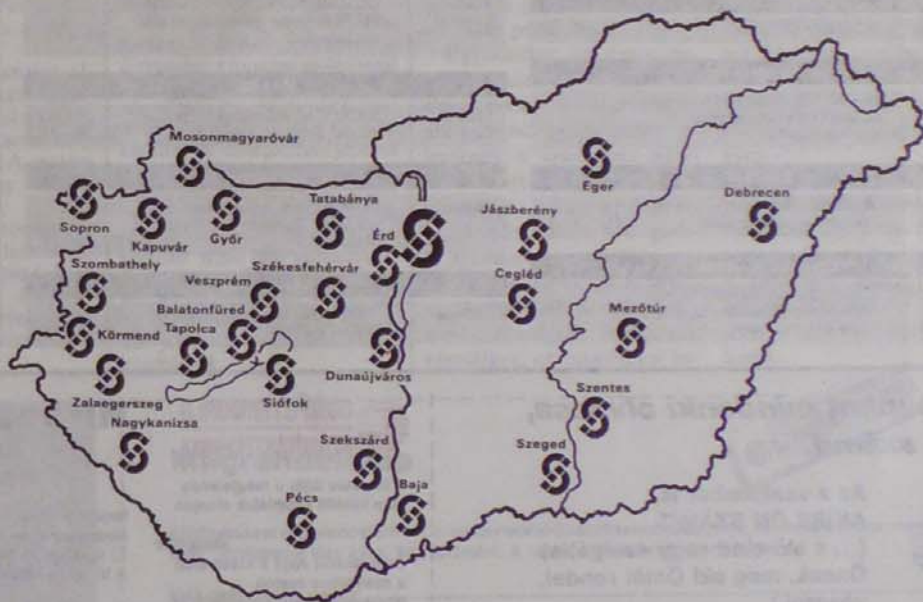 Mosonmagyaróvár
Sopron
Kapuvár
Győr
Tatabánya
Érd
Jászberény
Eger
Debrecen
Szombathely
Veszprém
Székesfehérvár
Cegléd
Körmend
Tapolca
Balatonfüred
Mezőtúr
Dunaújváros
Zalaegerszeg
Siófok
Szentes
Nagykanizsa
Szekszárd
Szeged
Pécs
Baja